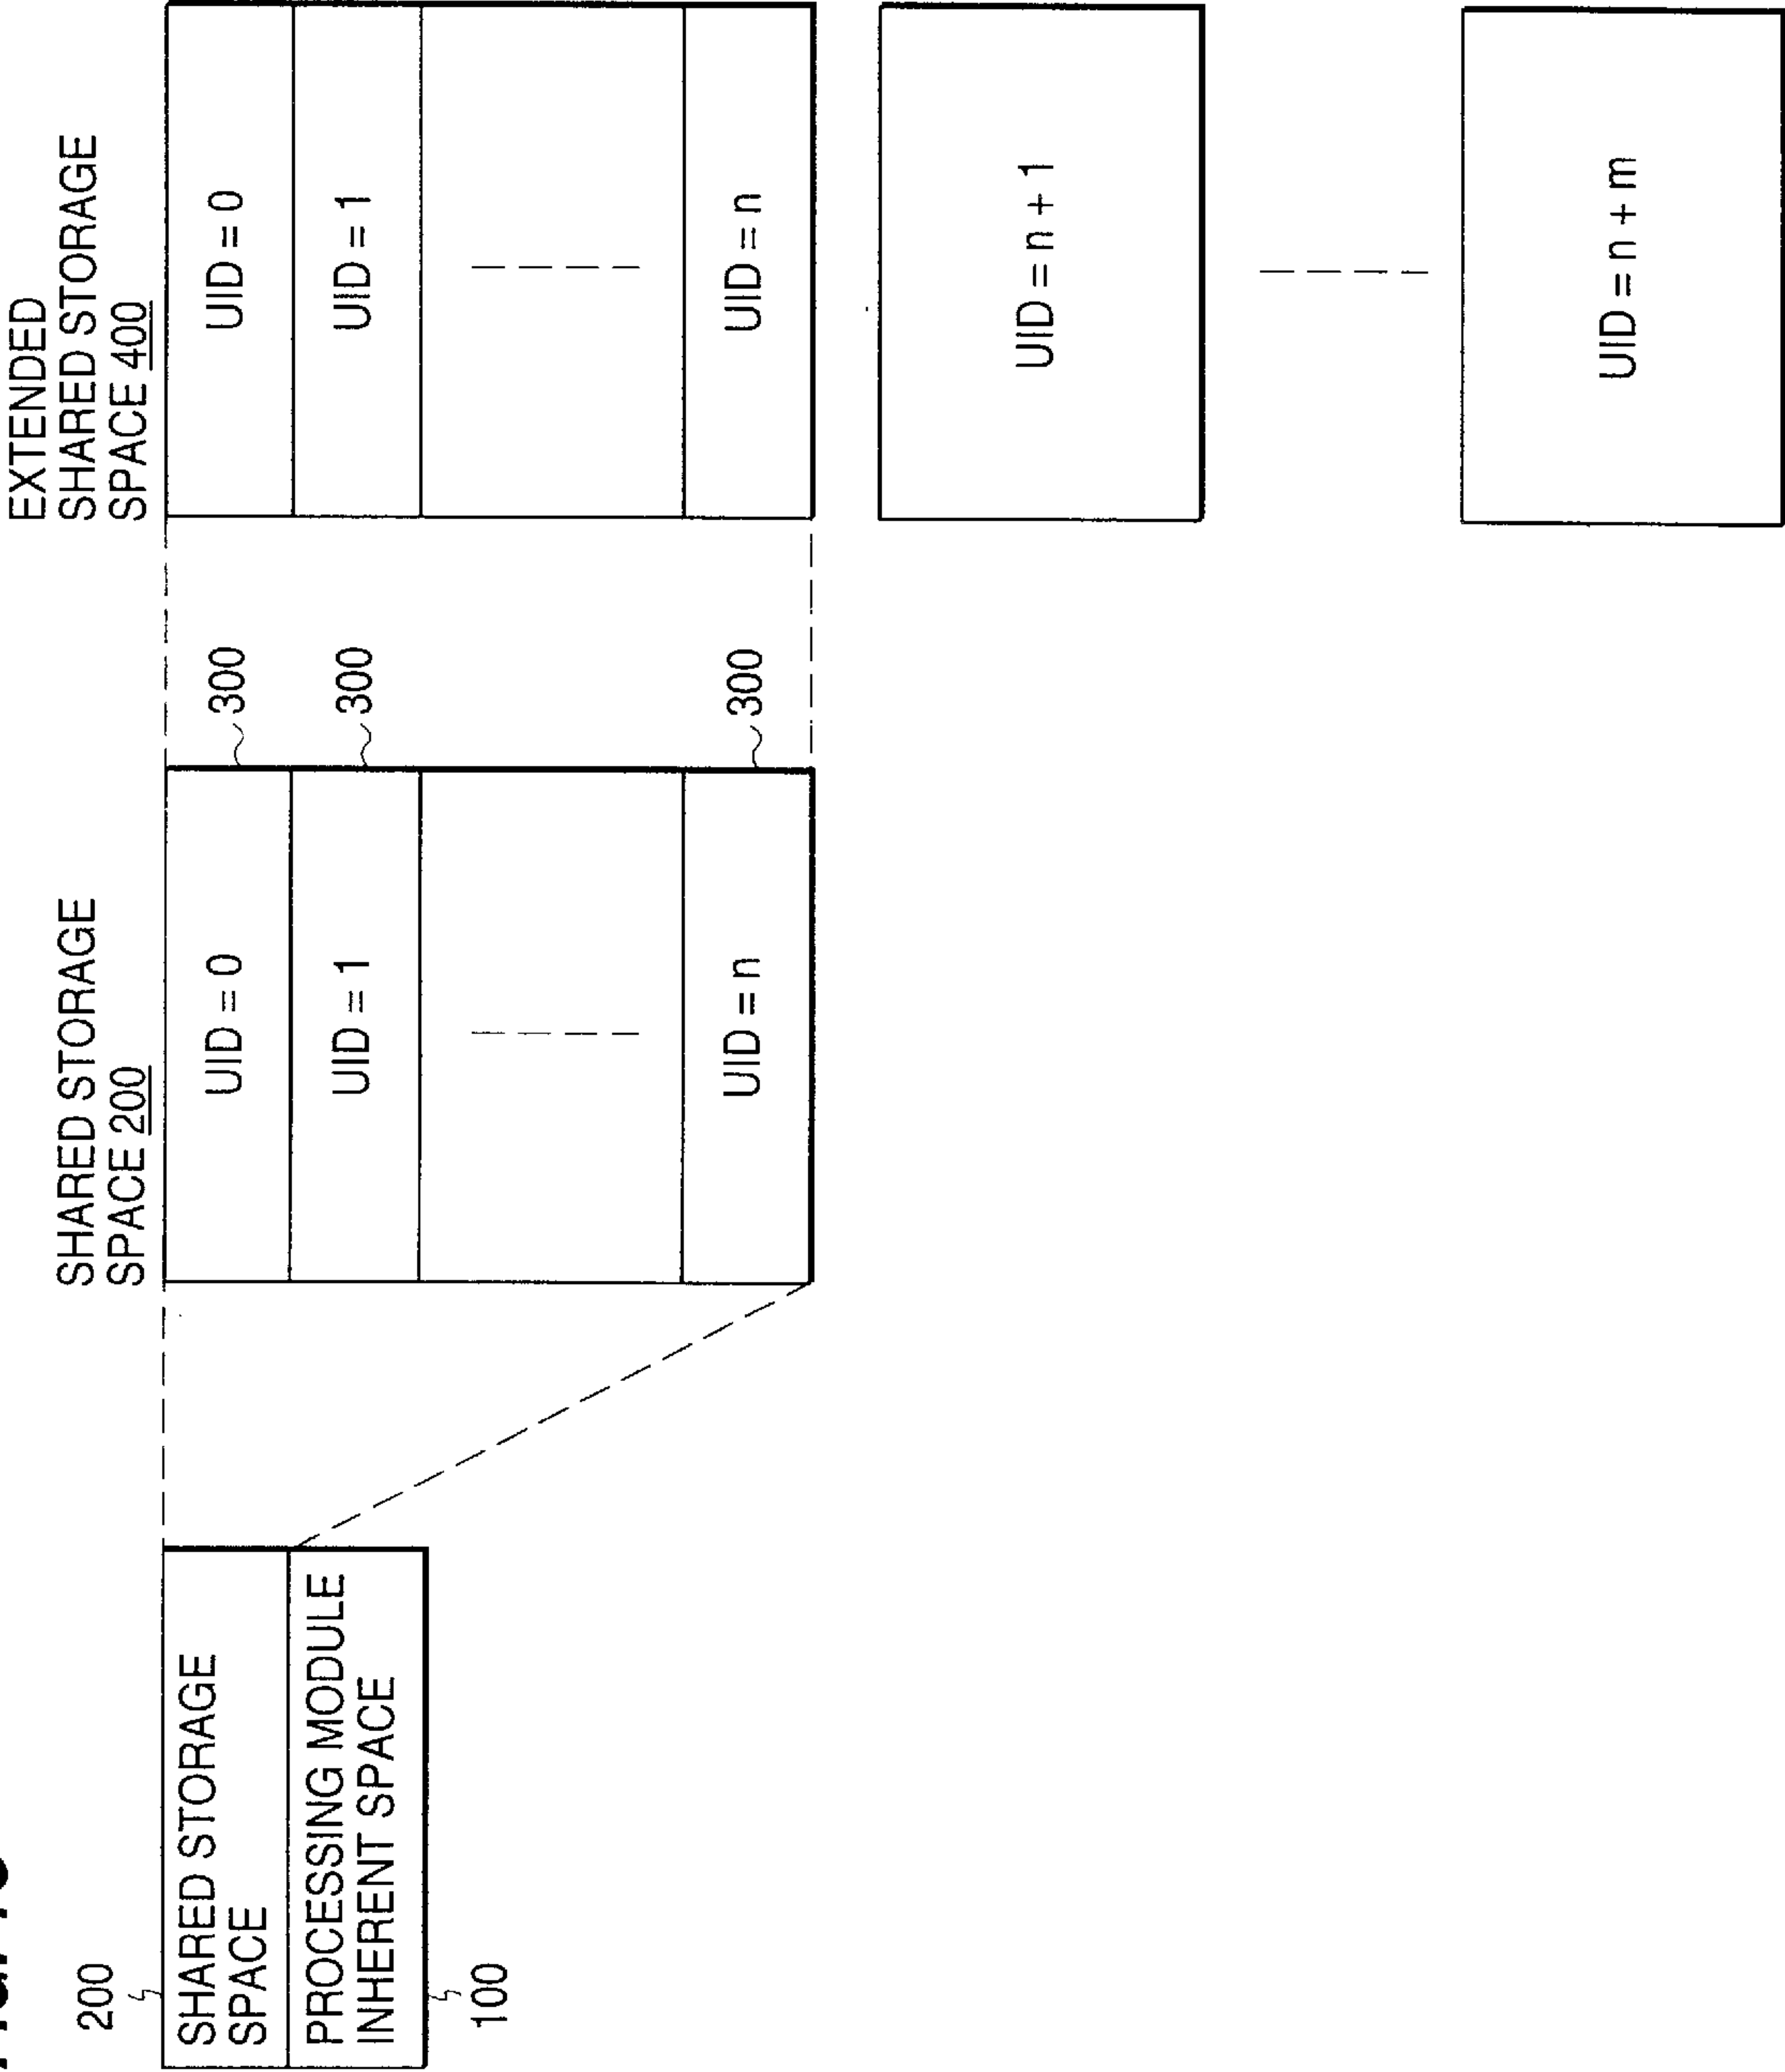 200
SHARED STORAGE
SPACE
PROCESSING MODULE
INHERENT SPACE
100
SHARED STORAGE
SPACE 200
UID = 0
300
UID = 1
300
UID = n
300
EXTENDED
SHARED STORAGE
SPACE 400
UID = 0
UID = 1
UID = n
UID = n + 1
UID = n + m